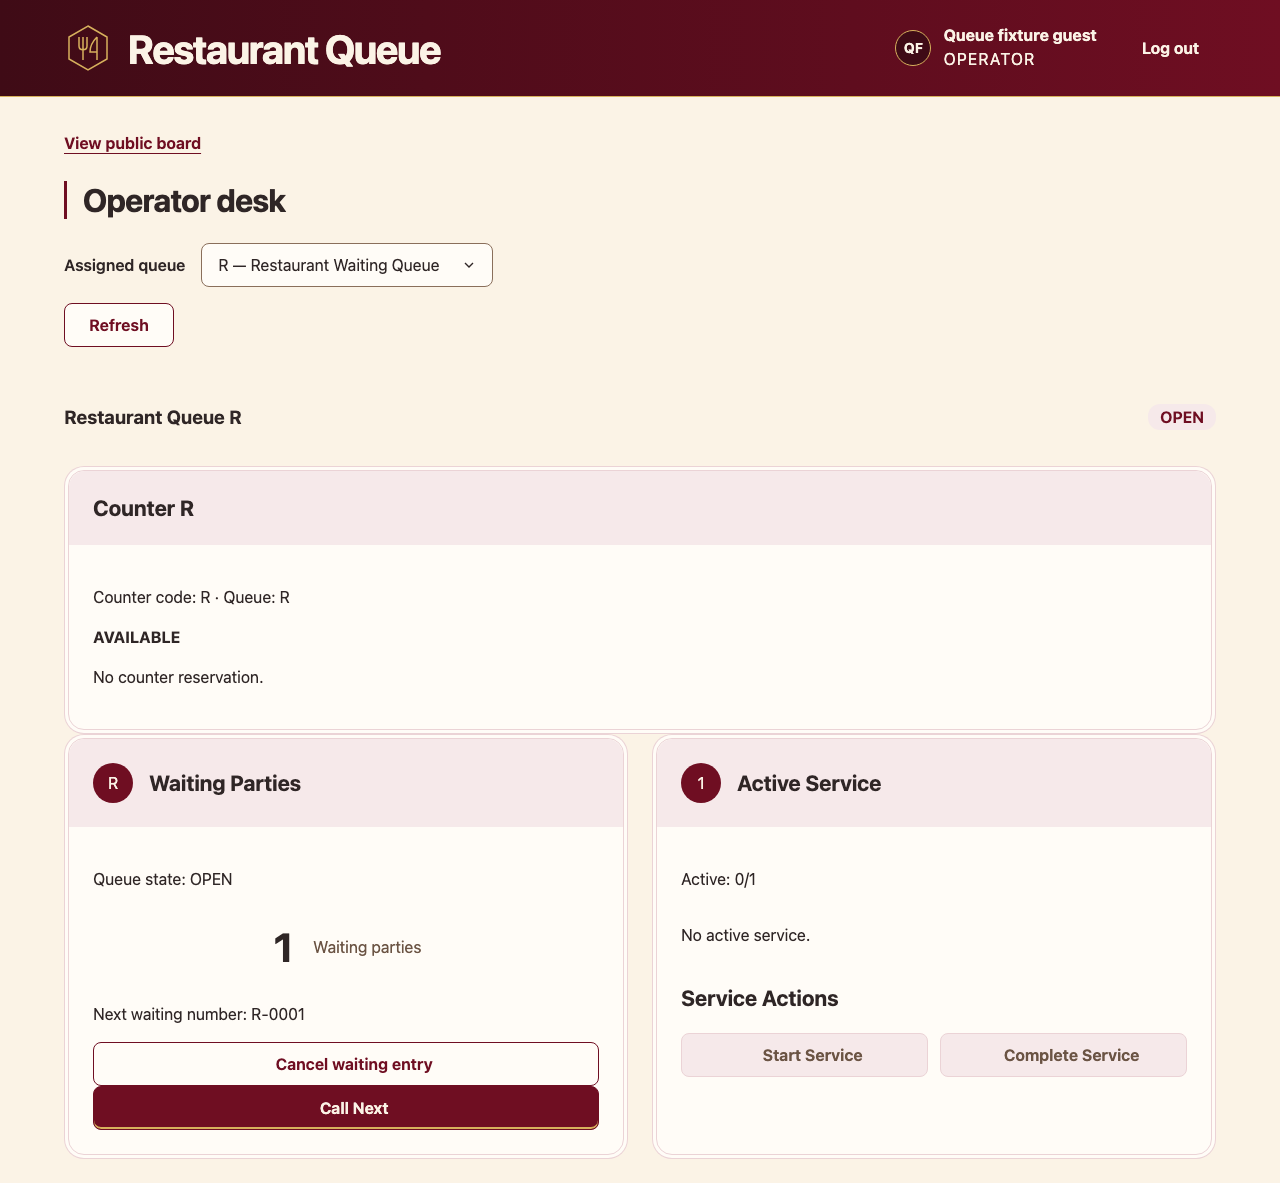 Restaurant Queue
QF
Queue fixture guest
OPERATOR
Log out
View public board
Operator desk
Assigned queue
R — Restaurant Waiting Queue
Refresh
Restaurant Queue R
OPEN
Counter R
Counter code: R · Queue: R
AVAILABLE
No counter reservation.
R
Waiting Parties
Queue state: OPEN
1
Waiting parties
Next waiting number: R-0001
Cancel waiting entry
Call Next
1
Active Service
Active: 0/1
No active service.
Service Actions
Start Service
Complete Service